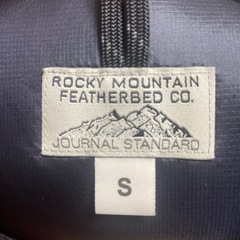 ROCKY MOUNTAIN
FEATHERBED CO.
JOURNAL STANDARD
S